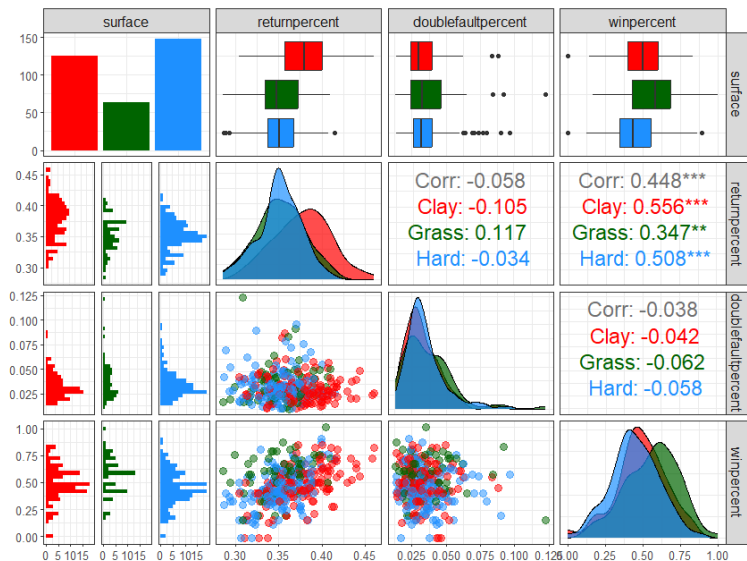 surface returnpercent doublefaultpercent winpercent
150
100
50
0
surface
0.45
0.40
0.35
0.30
Corr: -0.058
Clay: -0.105
Grass: 0.117
Hard: -0.034
Corr: 0.448***
Clay: 0.556***
Grass: 0.347**
Hard: 0.508***
returnpercent
0.125
0.100
0.075
0.050
0.025
Corr: -0.038
Clay: -0.042
Grass: -0.062
Hard: -0.058
doublefaultpercent
1.00
0.75
0.50
0.25
0.00
winpercent
0 5 1015 0 5 1015 0 5 1015 0.30 0.35 0.40 0.45 0.025 0.050 0.075 0.100 0.25 0.50 0.75 1.00